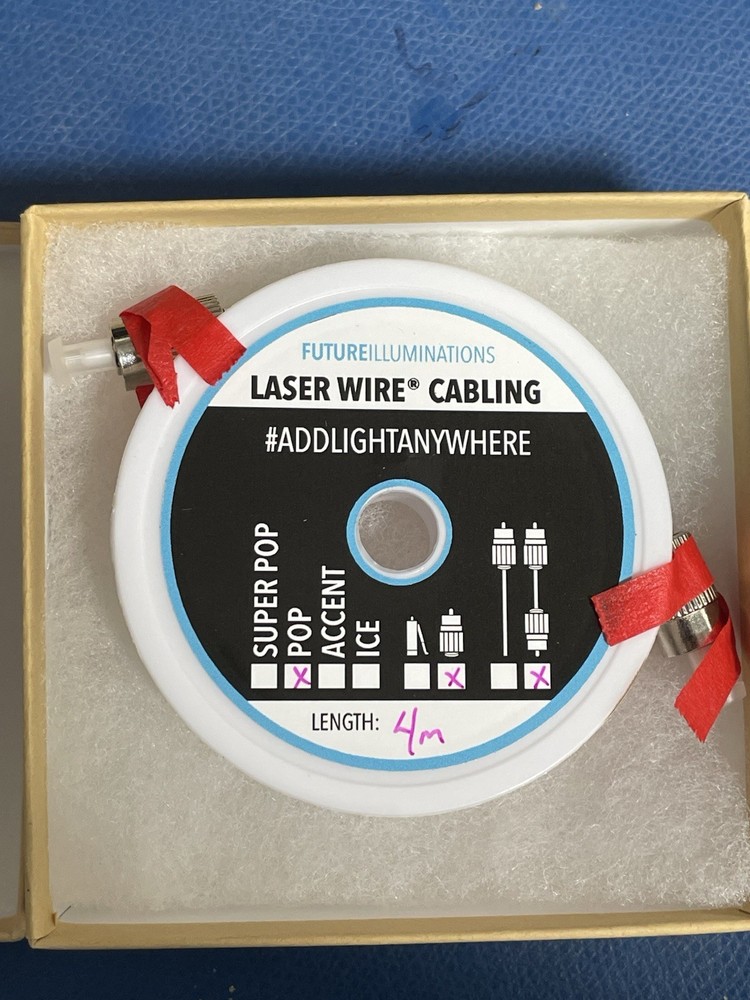 FUTUREILLUMINATIONS
LASER WIRE® CABLING
#ADDLIGHTANYWHERE
SUPER POP
POP
ACCENT
ICE
X X X
LENGTH: 4m